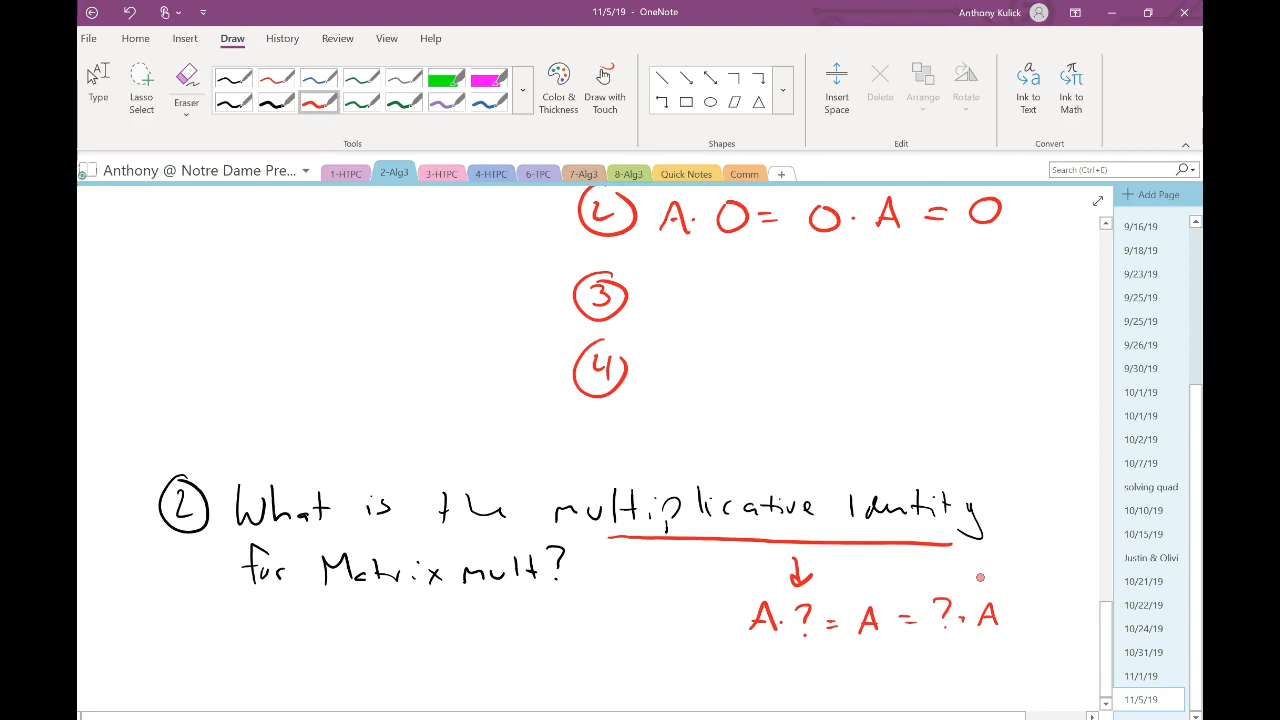 11/5/19 - OneNote
Anthony Kulick
File Home Insert Draw History Review View Help
Type
Lasso Select
Eraser
Color & Thickness
Draw with Touch
Insert Space
Delete
Arrange
Rotate
Ink to Text
Ink to Math
Tools
Shapes
Edit
Convert
Anthony @ Notre Dame Pre...
1-HTPC 2-Alg3 3-HTPC 4-HTPC 6-TPC 7-Alg3 8-Alg3 Quick Notes Comm
Search (Ctrl+E)
2 A · 0 = 0 · A = 0
3
4
2 What is the multiplicative Identity
for Matrix mult?
A · ? = A = ? · A
Add Page
9/16/19
9/18/19
9/23/19
9/25/19
9/25/19
9/26/19
9/30/19
10/1/19
10/1/19
10/2/19
10/7/19
solving quad
10/10/19
10/15/19
Justin & Olivi
10/21/19
10/22/19
10/24/19
10/31/19
11/1/19
11/5/19